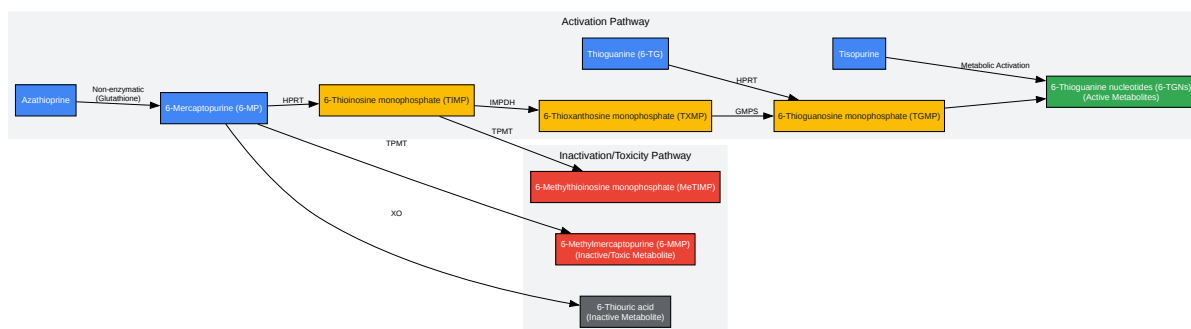 Activation Pathway
Thioguanine (6-TG)
Tisopurine
HPRT
Metabolic Activation
Azathioprine
Non-enzymatic
(Glutathione)
6-Mercaptopurine (6-MP)
HPRT
6-Thioinosine monophosphate (TIMP)
IMPDH
6-Thioxanthosine monophosphate (TXMP)
GMPS
6-Thioguanosine monophosphate (TGMP)
6-Thioguanine nucleotides (6-TGNs)
(Active Metabolites)
TPMT
TPMT
XO
Inactivation/Toxicity Pathway
6-Methylthioinosine monophosphate (MeTIMP)
6-Methylmercaptopurine (6-MMP)
(Inactive/Toxic Metabolite)
6-Thiouric acid
(Inactive Metabolite)